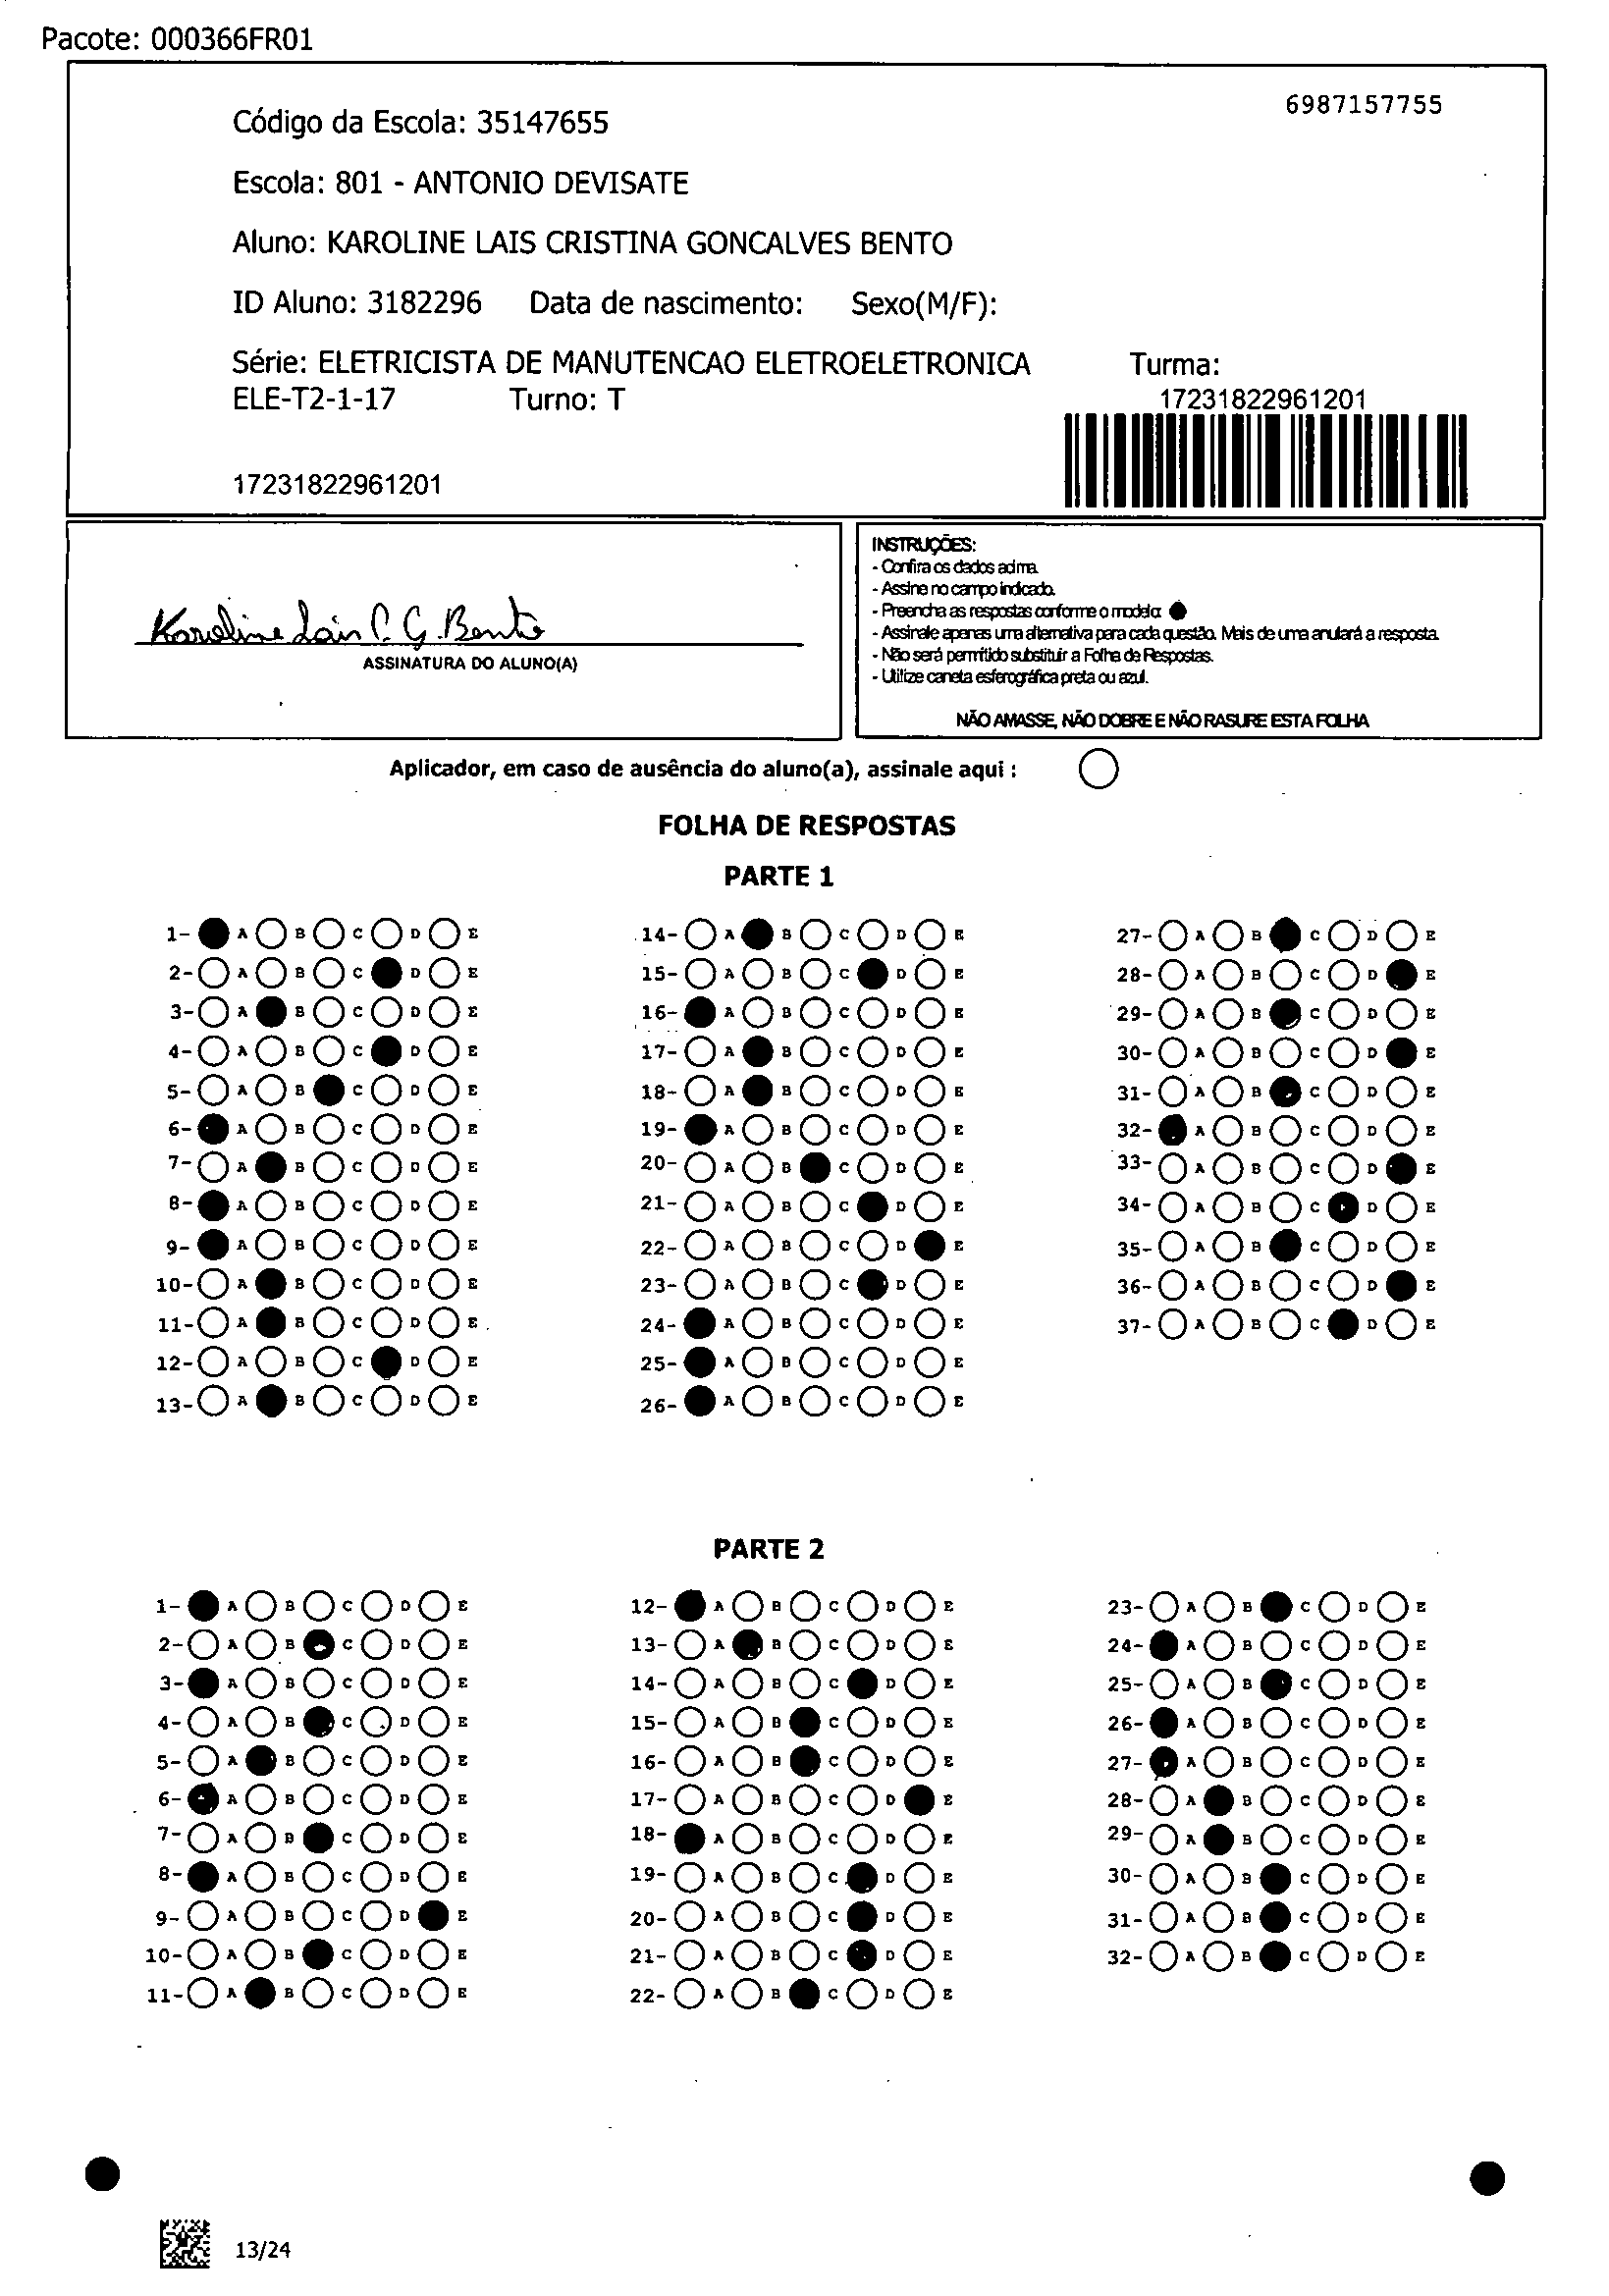 Pacote: 000366FR01
6987157755
Código da Escola: 35147655
Escola: 801 - ANTONIO DEVISATE
Aluno: KAROLINE LAIS CRISTINA GONCALVES BENTO
ID Aluno: 3182296 Data de nascimento: Sexo(M/F):
Série: ELETRICISTA DE MANUTENCAO ELETROELETRONICA Turma:
ELE-T2-1-17 Turno: T 17231822961201
17231822961201
Karoline Lais C. G. Bento
ASSINATURA DO ALUNO(A)
INSTRUÇÕES:
- Confira os dados acima.
- Assine no campo indicado.
- Preencha as respostas conforme o modelo:
- Assinale apenas uma alternativa para cada questão. Mais de uma anulará a resposta.
- Não será permitido substituir a Folha de Respostas.
- Utilize caneta esferográfica preta ou azul.
NÃO AMASSE, NÃO DOBRE E NÃO RASURE ESTA FOLHA
Aplicador, em caso de ausência do aluno(a), assinale aqui :
FOLHA DE RESPOSTAS
PARTE 1
1- A B C D E 14- A B C D E 27- A B C D E
2- A B C D E 15- A B C D E 28- A B C D E
3- A B C D E 16- A B C D E 29- A B C D E
4- A B C D E 17- A B C D E 30- A B C D E
5- A B C D E 18- A B C D E 31- A B C D E
6- A B C D E 19- A B C D E 32- A B C D E
7- A B C D E 20- A B C D E 33- A B C D E
8- A B C D E 21- A B C D E 34- A B C D E
9- A B C D E 22- A B C D E 35- A B C D E
10- A B C D E 23- A B C D E 36- A B C D E
11- A B C D E 24- A B C D E 37- A B C D E
12- A B C D E 25- A B C D E
13- A B C D E 26- A B C D E
PARTE 2
1- A B C D E 12- A B C D E 23- A B C D E
2- A B C D E 13- A B C D E 24- A B C D E
3- A B C D E 14- A B C D E 25- A B C D E
4- A B C D E 15- A B C D E 26- A B C D E
5- A B C D E 16- A B C D E 27- A B C D E
6- A B C D E 17- A B C D E 28- A B C D E
7- A B C D E 18- A B C D E 29- A B C D E
8- A B C D E 19- A B C D E 30- A B C D E
9- A B C D E 20- A B C D E 31- A B C D E
10- A B C D E 21- A B C D E 32- A B C D E
11- A B C D E 22- A B C D E
13/24